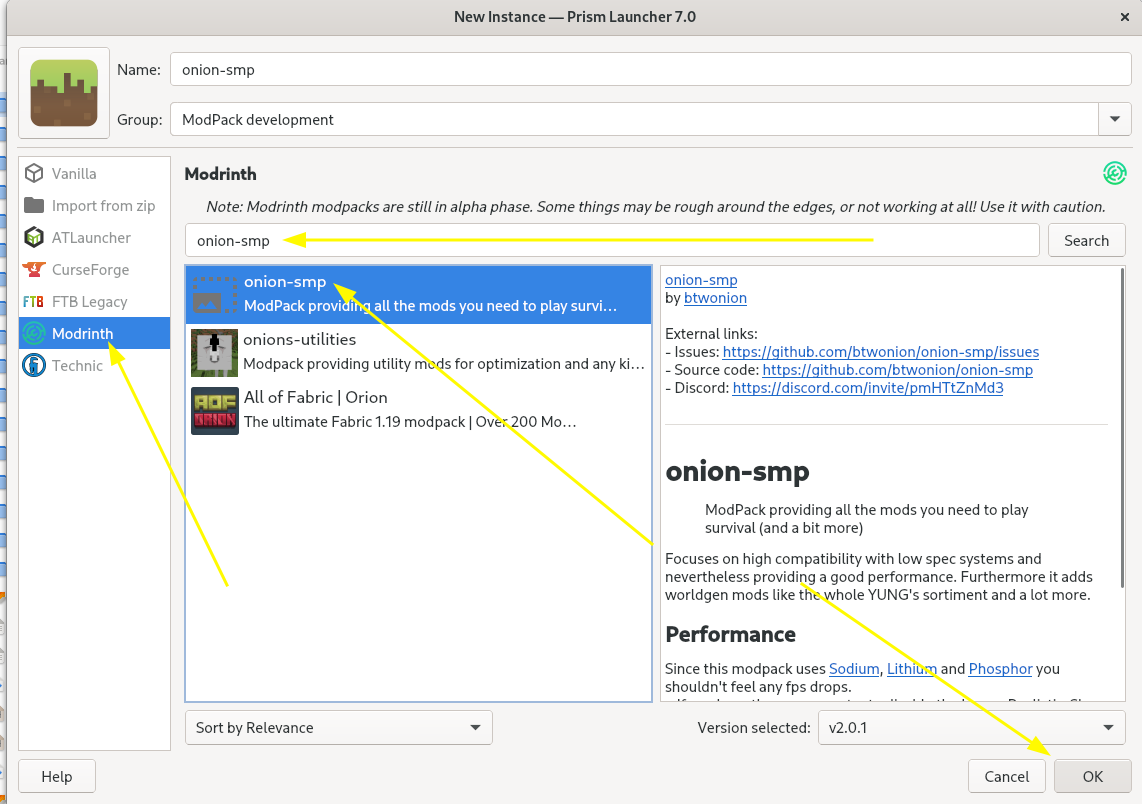 New Instance — Prism Launcher 7.0
Name: onion-smp
Group: ModPack development
Vanilla
Import from zip
ATLauncher
CurseForge
FTB FTB Legacy
Modrinth
Technic
Modrinth
Note: Modrinth modpacks are still in alpha phase. Some things may be rough around the edges, or not working at all! Use it with caution.
onion-smp
Search
onion-smp
ModPack providing all the mods you need to play survi…
onions-utilities
Modpack providing utility mods for optimization and any ki…
AOF
ORION
All of Fabric | Orion
The ultimate Fabric 1.19 modpack | Over 200 Mo…
onion-smp
by btwonion
External links:
- Issues: https://github.com/btwonion/onion-smp/issues
- Source code: https://github.com/btwonion/onion-smp
- Discord: https://discord.com/invite/pmHTtZnMd3
onion-smp
ModPack providing all the mods you need to play
survival (and a bit more)
Focuses on high compatibility with low spec systems and
nevertheless providing a good performance. Furthermore it adds
worldgen mods like the whole YUNG's sortiment and a lot more.
Performance
Since this modpack uses Sodium, Lithium and Phosphor you
shouldn't feel any fps drops.
Sort by Relevance
Version selected: v2.0.1
Help
Cancel
OK